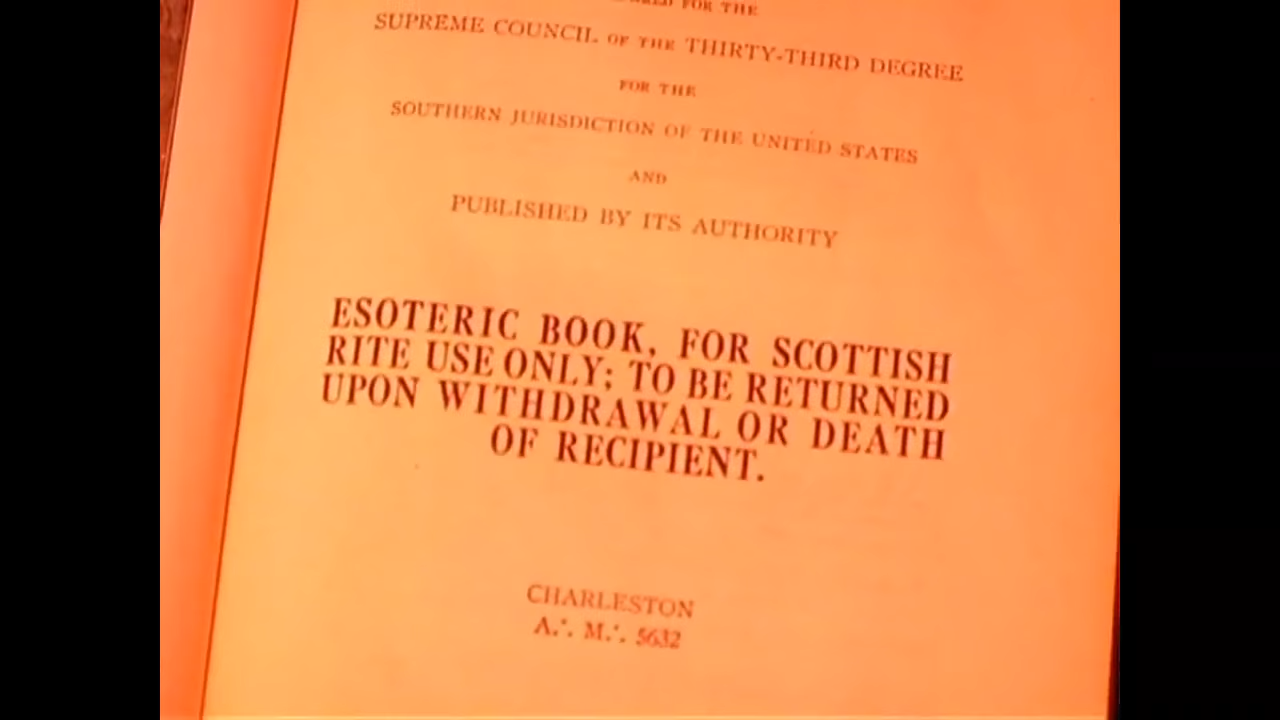 FOR THE
SUPREME COUNCIL OF THE THIRTY-THIRD DEGREE
FOR THE
SOUTHERN JURISDICTION OF THE UNITED STATES
AND
PUBLISHED BY ITS AUTHORITY
ESOTERIC BOOK, FOR SCOTTISH
RITE USE ONLY; TO BE RETURNED
UPON WITHDRAWAL OR DEATH
OF RECIPIENT.
CHARLESTON
A.∴ M.∴ 5632